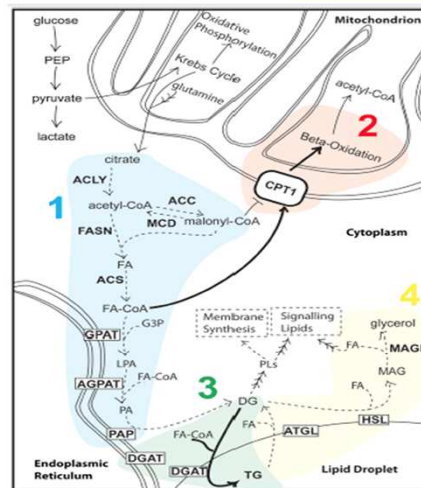 glucose
PEP
pyruvate
lactate
Oxidative
Phosphorylation
Krebs Cycle
glutamine
Mitochondrion
acetyl-CoA
2
Beta-Oxidation
citrate
ACLY
1
acetyl-CoA
ACC
MCD
malonyl-CoA
CPT1
Cytoplasm
FASN
FA
ACS
FA-CoA
GPAT
G3P
LPA
AGPAT
FA-CoA
PA
PAP
DGAT
Endoplasmic
Reticulum
Membrane
Synthesis
Signalling
Lipids
4
glycerol
FA
MAGL
MAG
PLs
3
DG
FA
HSL
FA-CoA
FA
ATGL
DGAT
TG
Lipid Droplet